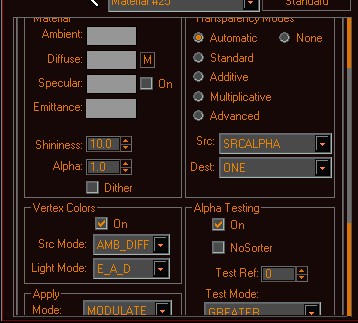 Material #25
Standard
Material
Ambient:
Diffuse:
M
Specular:
On
Emittance:
Shininess:
10.0
Alpha:
1.0
Dither
Transparency Modes
Automatic
None
Standard
Additive
Multiplicative
Advanced
Src:
SRCALPHA
Dest:
ONE
Vertex Colors
On
Src Mode:
AMB_DIFF
Light Mode:
E_A_D
Alpha Testing
On
NoSorter
Test Ref:
0
Test Mode:
GREATER
Apply
Mode:
MODULATE